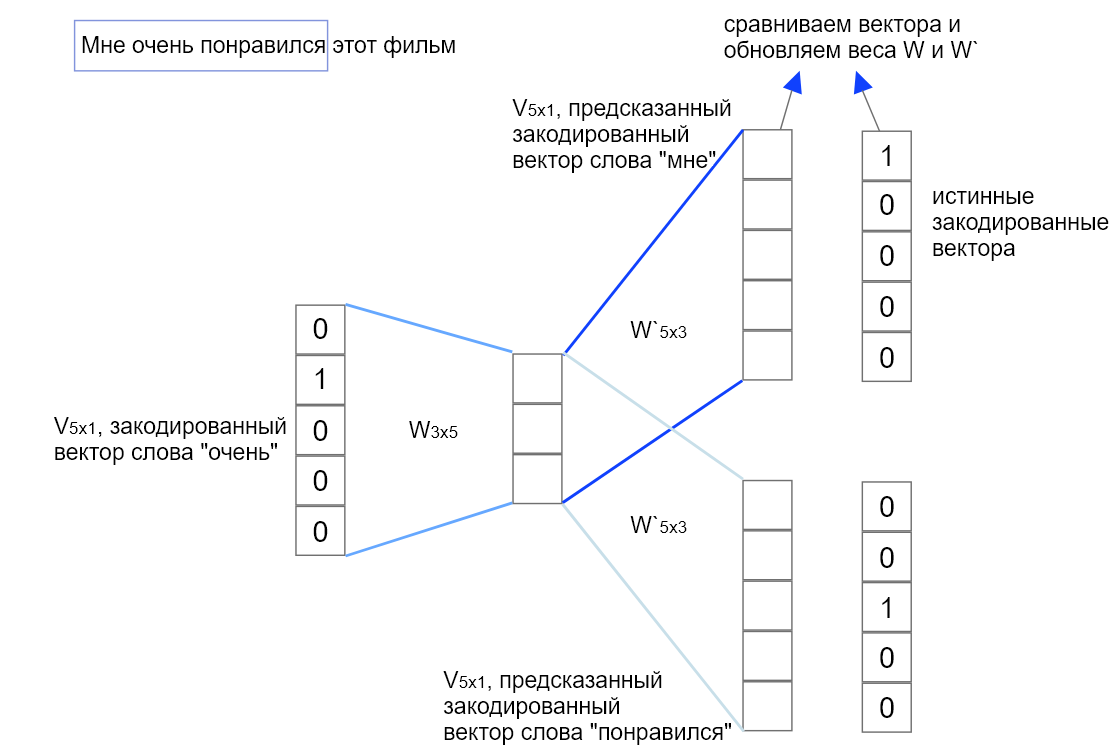 Мне очень понравился этот фильм
сравниваем вектора и
обновляем веса W и W`
V5x1, предсказанный
закодированный
вектор слова "мне"
1
0
0
0
0
истинные
закодированные
вектора
W`5x3
0
1
0
0
0
V5x1, закодированный
вектор слова "очень"
W3x5
W`5x3
0
0
1
0
0
V5x1, предсказанный
закодированный
вектор слова "понравился"